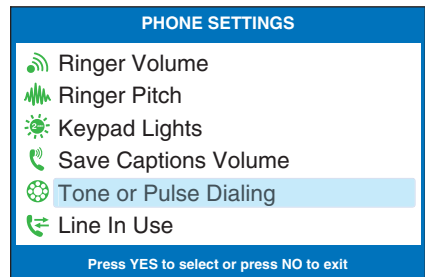 PHONE SETTINGS
Ringer Volume
Ringer Pitch
Keypad Lights
Save Captions Volume
Tone or Pulse Dialing
Line In Use
Press YES to select or press NO to exit